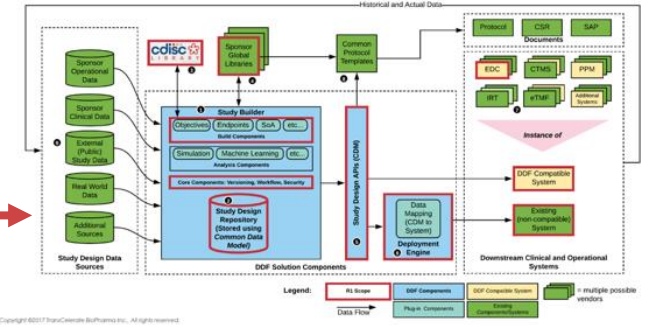 Historical and Actual Data
Sponsor
Operational
Data
Sponsor
Clinical Data
External
(Public)
Study Data
Real World
Data
Additional
Sources
Study Design Data
Sources
cdisc
LIBRARY
Sponsor
Global
Libraries
Common
Protocol
Templates
Study Builder
Objectives
Endpoints
SoA
etc...
Build Components
Simulation
Machine Learning
etc...
Analysis Components
Core Components: Versioning, Workflow, Security
2
Study Design
Repository
(Stored using
Common Data
Model)
DDF Solution Components
Study Design APIs (CDM)
5
Data
Mapping
(CDM to
System)
Deployment
Engine
6
Protocol
CSR
SAP
Documents
EDC
CTMS
PPM
IRT
eTMF
Additional
Systems
7
Instance of
DDF Compatible
System
Existing
(non-compatible)
System
Downstream Clinical and Operational
Systems
Legend:
R1 Scope
DDF Components
DDF Compatible System
= multiple possible
vendors
Data Flow
Plug-in Components
Existing
Components/Systems
Copyright ©2017 TransCelerate BioPharma Inc., All rights reserved.